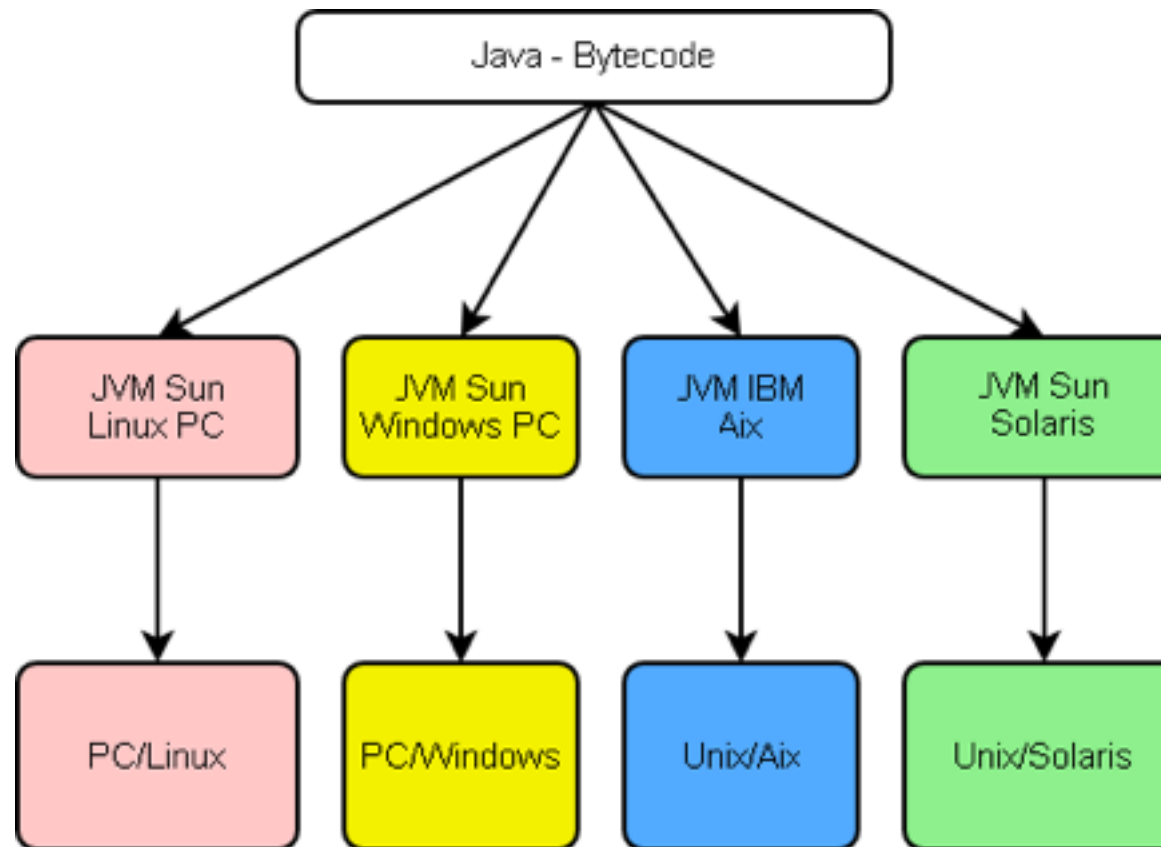 Java - Bytecode
JVM Sun
Linux PC
JVM Sun
Windows PC
JVM IBM
Aix
JVM Sun
Solaris
PC/Linux
PC/Windows
Unix/Aix
Unix/Solaris